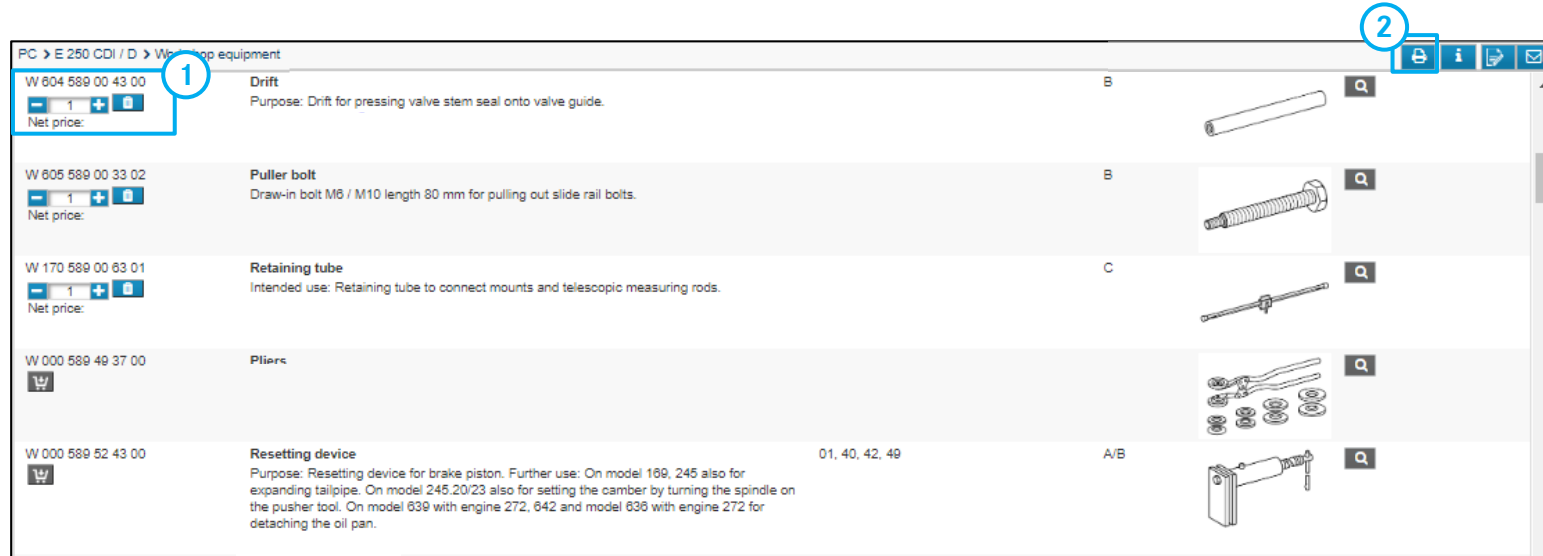 2
PC > E 250 CDI / D > Workshop equipment
1
W 604 589 00 43 00
Drift
B
Purpose: Drift for pressing valve stem seal onto valve guide.
1
Net price:
W 605 589 00 33 02
Puller bolt
B
Draw-in bolt M6 / M10 length 80 mm for pulling out slide rail bolts.
1
Net price:
W 170 589 00 63 01
Retaining tube
C
Intended use: Retaining tube to connect mounts and telescopic measuring rods.
1
Net price:
W 000 589 49 37 00
Pliers
W 000 589 52 43 00
Resetting device
01, 40, 42, 49
A/B
Purpose: Resetting device for brake piston. Further use: On model 169, 245 also for
expanding tailpipe. On model 245.20/23 also for setting the camber by turning the spindle on
the pusher tool. On model 639 with engine 272, 642 and model 636 with engine 272 for
detaching the oil pan.